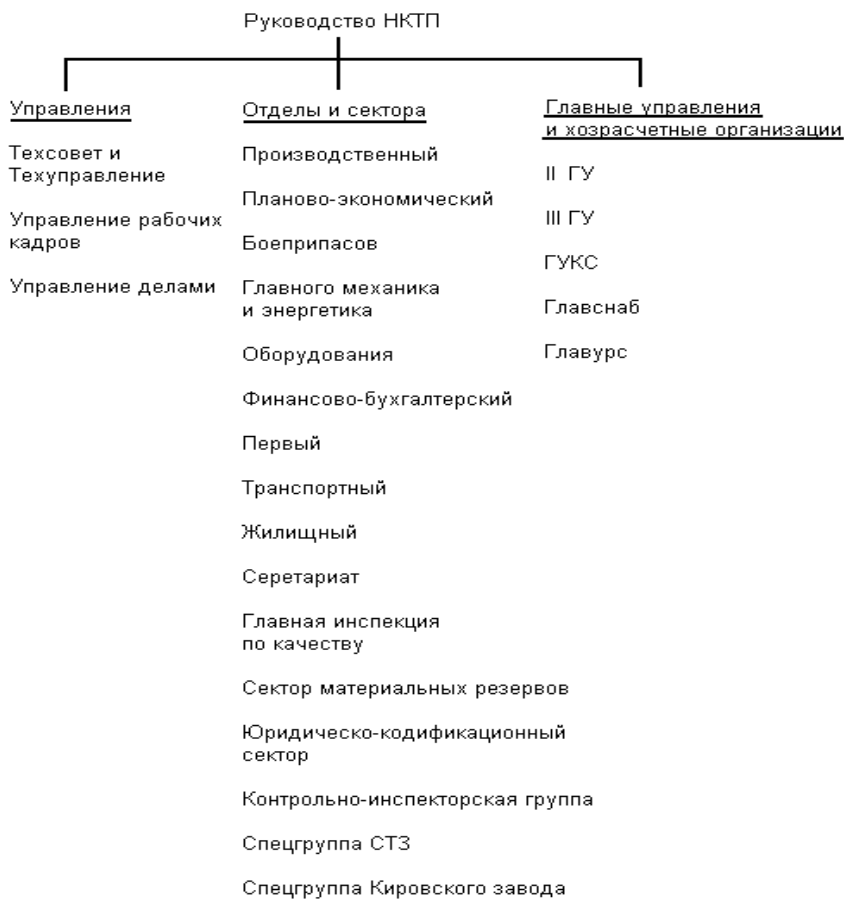 Руководство НКТП
Управления
Техсовет и
Техуправление
Управление рабочих
кадров
Управление делами
Отделы и сектора
Производственный
Планово-экономический
Боеприпасов
Главного механика
и энергетика
Оборудования
Финансово-бухгалтерский
Первый
Транспортный
Жилищный
Серетариат
Главная инспекция
по качеству
Сектор материальных резервов
Юридическо-кодификационный
сектор
Контрольно-инспекторская группа
Спецгруппа СТЗ
Спецгруппа Кировского завода
Главные управления
и хозрасчетные организации
II ГУ
III ГУ
ГУКС
Главснаб
Главурс